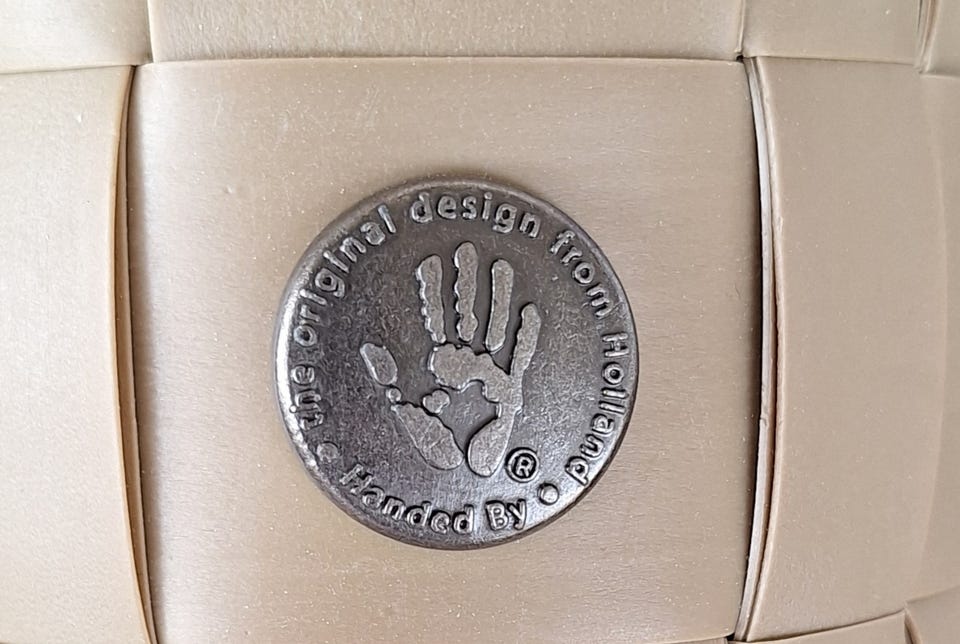 • the original design from Holland •
Handed By
®